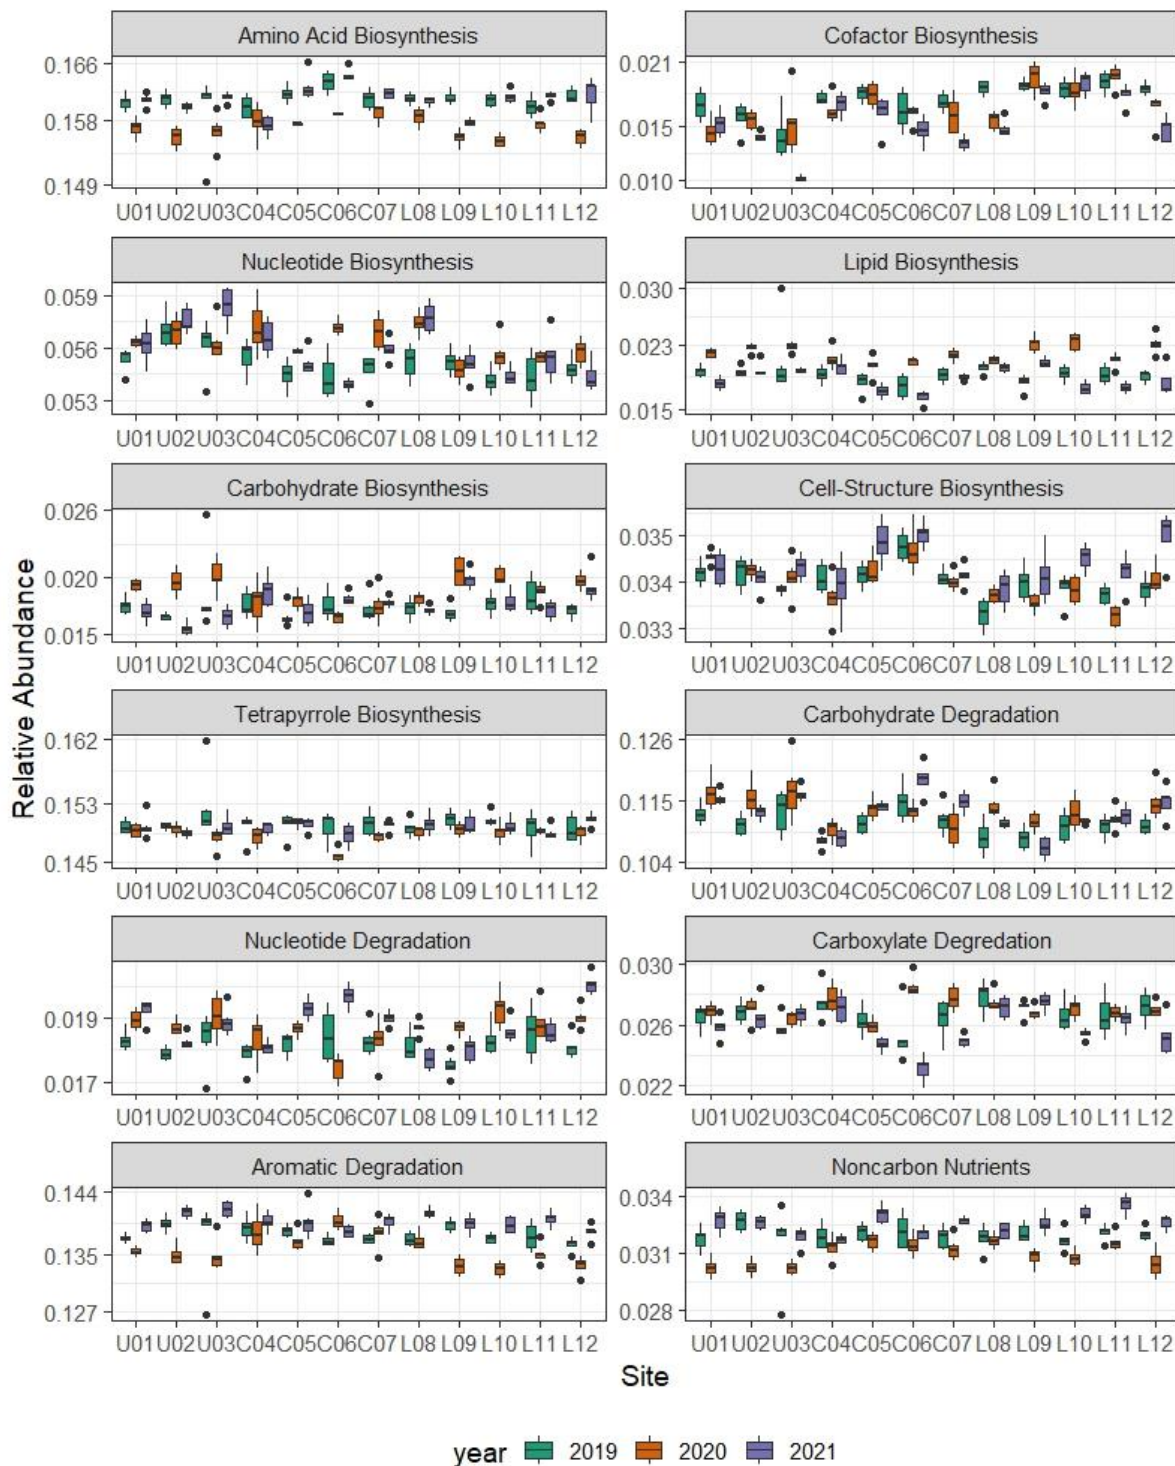 Amino Acid Biosynthesis
0.166
0.158
0.149
U01 U02 U03 C04 C05 C06 C07 L08 L09 L10 L11 L12
Cofactor Biosynthesis
0.021
0.015
0.010
U01 U02 U03 C04 C05 C06 C07 L08 L09 L10 L11 L12
Nucleotide Biosynthesis
0.059
0.056
0.053
U01 U02 U03 C04 C05 C06 C07 L08 L09 L10 L11 L12
Lipid Biosynthesis
0.030
0.023
0.015
U01 U02 U03 C04 C05 C06 C07 L08 L09 L10 L11 L12
Carbohydrate Biosynthesis
0.026
0.020
0.015
U01 U02 U03 C04 C05 C06 C07 L08 L09 L10 L11 L12
Cell-Structure Biosynthesis
0.035
0.034
0.033
U01 U02 U03 C04 C05 C06 C07 L08 L09 L10 L11 L12
Relative Abundance
Tetrapyrrole Biosynthesis
0.162
0.153
0.145
U01 U02 U03 C04 C05 C06 C07 L08 L09 L10 L11 L12
Carbohydrate Degradation
0.126
0.115
0.104
U01 U02 U03 C04 C05 C06 C07 L08 L09 L10 L11 L12
Nucleotide Degradation
0.019
0.017
U01 U02 U03 C04 C05 C06 C07 L08 L09 L10 L11 L12
Carboxylate Degredation
0.030
0.026
0.022
U01 U02 U03 C04 C05 C06 C07 L08 L09 L10 L11 L12
Aromatic Degradation
0.144
0.135
0.127
U01 U02 U03 C04 C05 C06 C07 L08 L09 L10 L11 L12
Noncarbon Nutrients
0.034
0.031
0.028
U01 U02 U03 C04 C05 C06 C07 L08 L09 L10 L11 L12
Site
year 2019 2020 2021